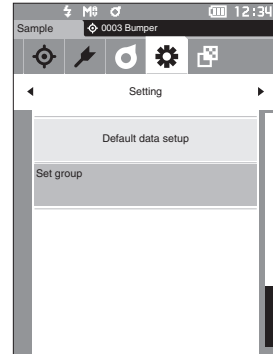 12:34
Sample 0003 Bumper
Setting
Default data setup
Set group